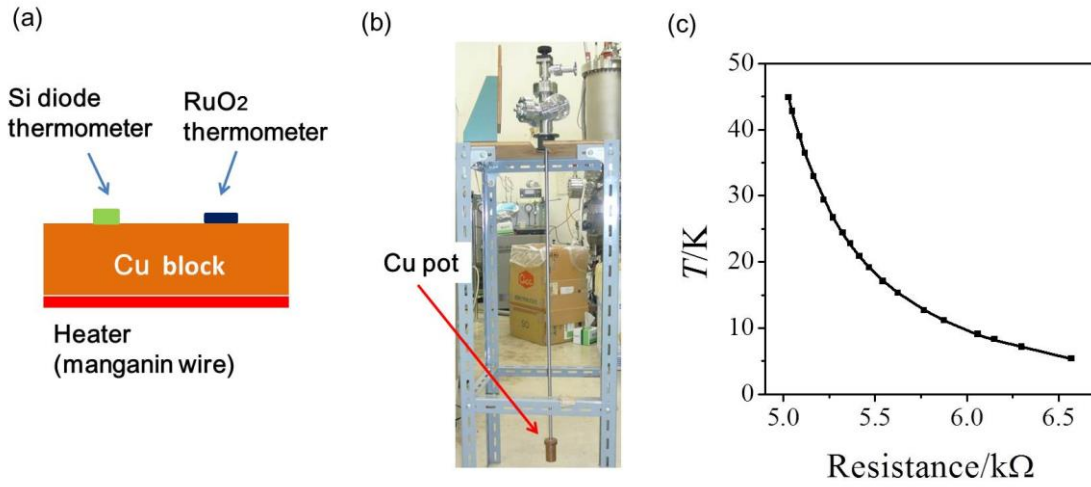 (a)
Si diode
thermometer
RuO2
thermometer
Cu block
Heater
(manganin wire)
(b)
Cu pot
(c)
T/K
50
40
30
20
10
0
5.0 5.5 6.0 6.5
Resistance/kΩ